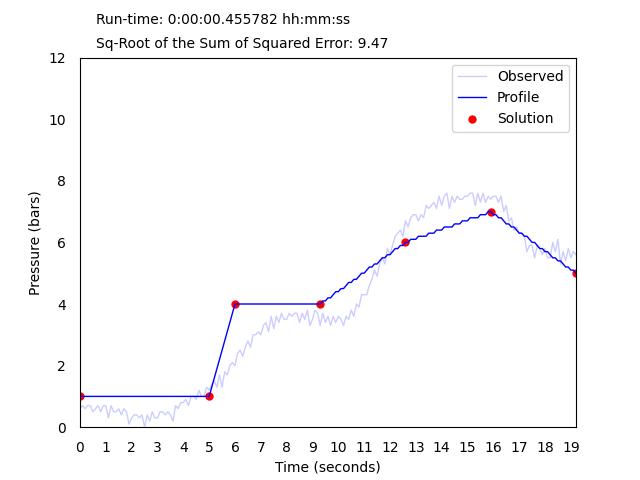 Run-time: 0:00:00.455782 hh:mm:ss
Sq-Root of the Sum of Squared Error: 9.47
12
10
8
6
4
2
0
Pressure (bars)
Observed
Profile
Solution
0 1 2 3 4 5 6 7 8 9 10 11 12 13 14 15 16 17 18 19
Time (seconds)